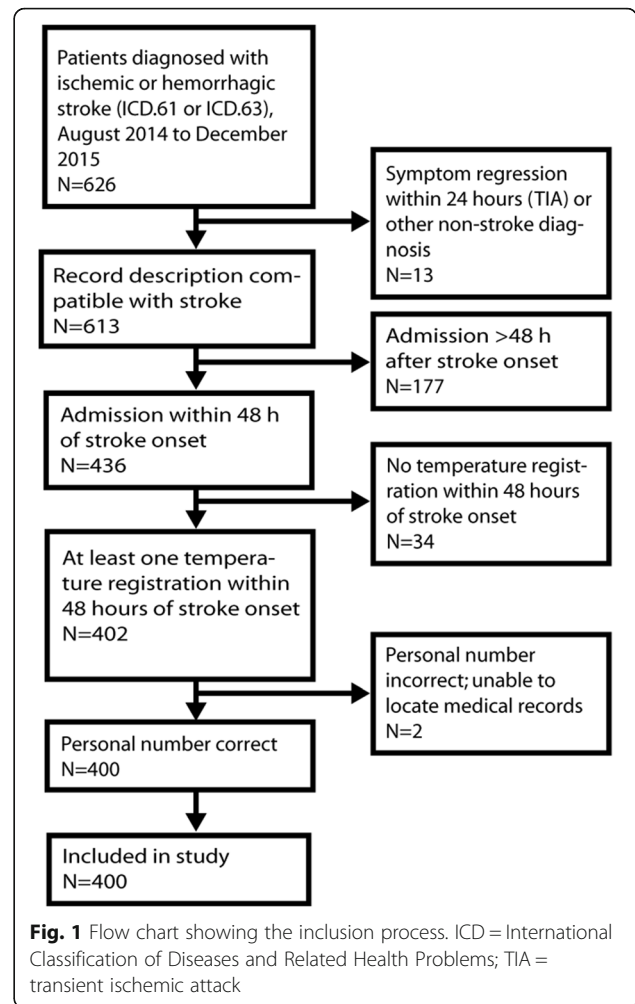 Patients diagnosed with
ischemic or hemorrhagic
stroke (ICD.61 or ICD.63),
August 2014 to December
2015
N=626
Symptom regression
within 24 hours (TIA) or
other non-stroke diag-
nosis
N=13
Record description com-
patible with stroke
N=613
Admission >48 h
after stroke onset
N=177
Admission within 48 h
of stroke onset
N=436
No temperature regist-
ration within 48 hours
of stroke onset
N=34
At least one tempera-
ture registration within
48 hours of stroke onset
N=402
Personal number
incorrect; unable to
locate medical records
N=2
Personal number correct
N=400
Included in study
N=400
Fig. 1 Flow chart showing the inclusion process. ICD = International
Classification of Diseases and Related Health Problems; TIA =
transient ischemic attack